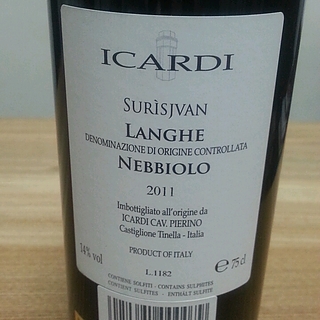 ICARDI
SURÌSJVAN
LANGHE
DENOMINAZIONE DI ORIGINE CONTROLLATA
NEBBIOLO
2011
Imbottigliato all'origine da
ICARDI CAV. PIERINO
Castiglione Tinella - Italia
PRODUCT OF ITALY
14% vol
L.1182
e 75 cl
CONTIENE SOLFITI - CONTAINS SULPHITES
CONTIENT SULFITES - ENTHÄLT SULFITE